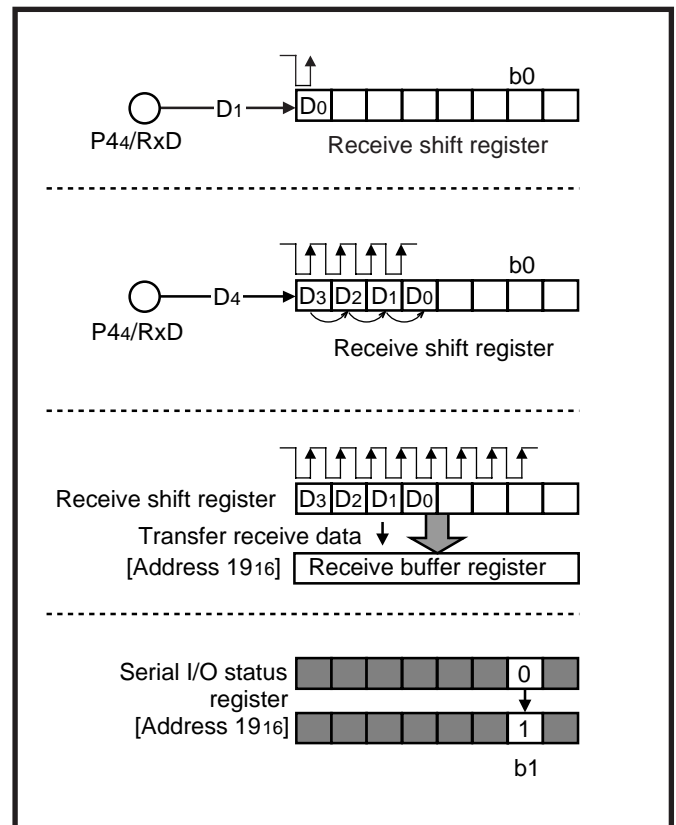 b0
D1 D0
P44/RxD
Receive shift register
b0
D4 D3 D2 D1 D0
P44/RxD
Receive shift register
Receive shift register D3 D2 D1 D0
Transfer receive data
[Address 1916] Receive buffer register
Serial I/O status 0
register
[Address 1916] 1
b1